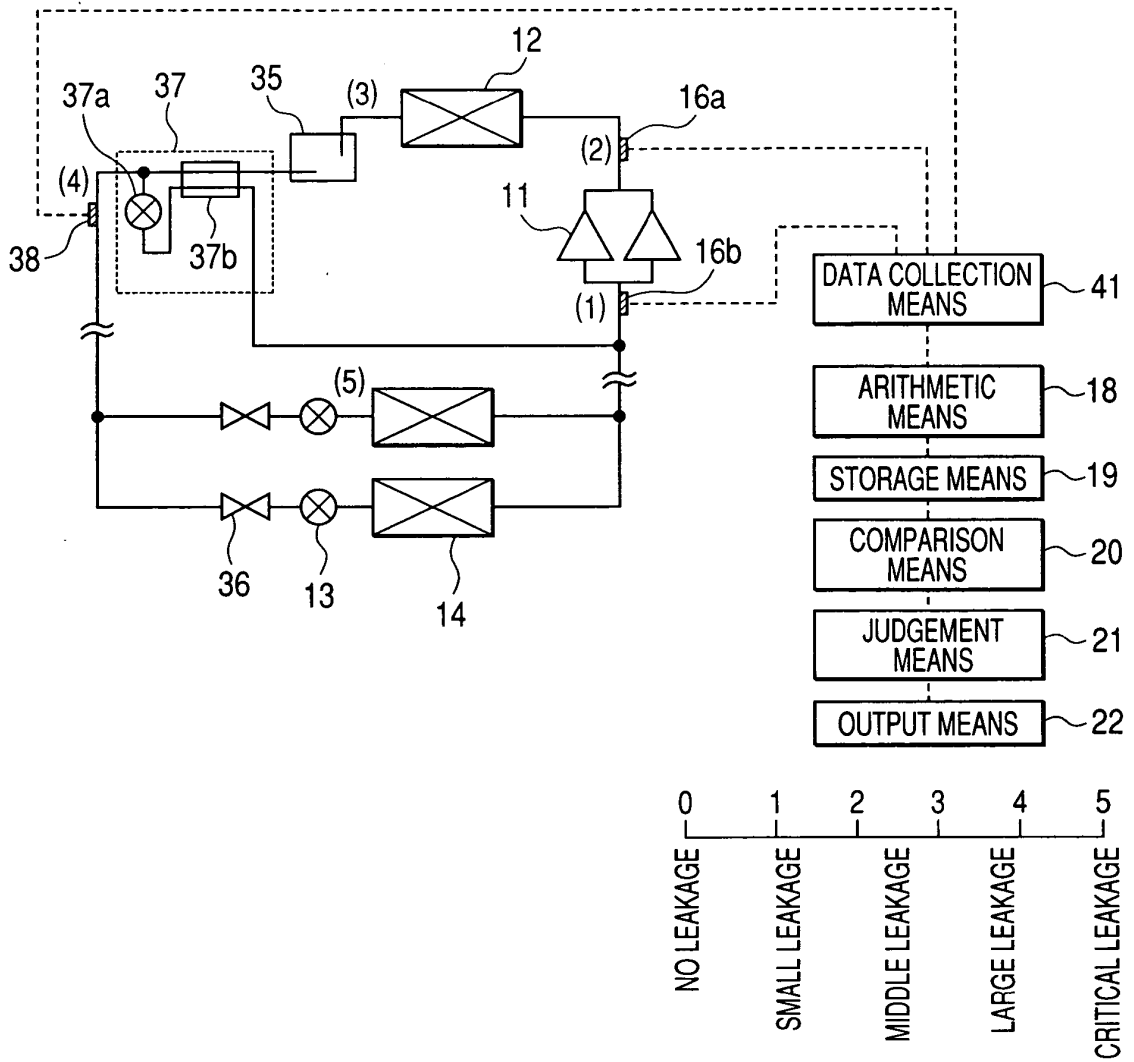 12
37
35
37a
(3)
16a
(4)
(2)
11
38
37b
16b
(1)
DATA COLLECTION
MEANS
41
(5)
ARITHMETIC
MEANS
18
STORAGE MEANS
19
COMPARISON
MEANS
20
36
13
14
JUDGEMENT
MEANS
21
OUTPUT MEANS
22
0 1 2 3 4 5
NO LEAKAGE
SMALL LEAKAGE
MIDDLE LEAKAGE
LARGE LEAKAGE
CRITICAL LEAKAGE